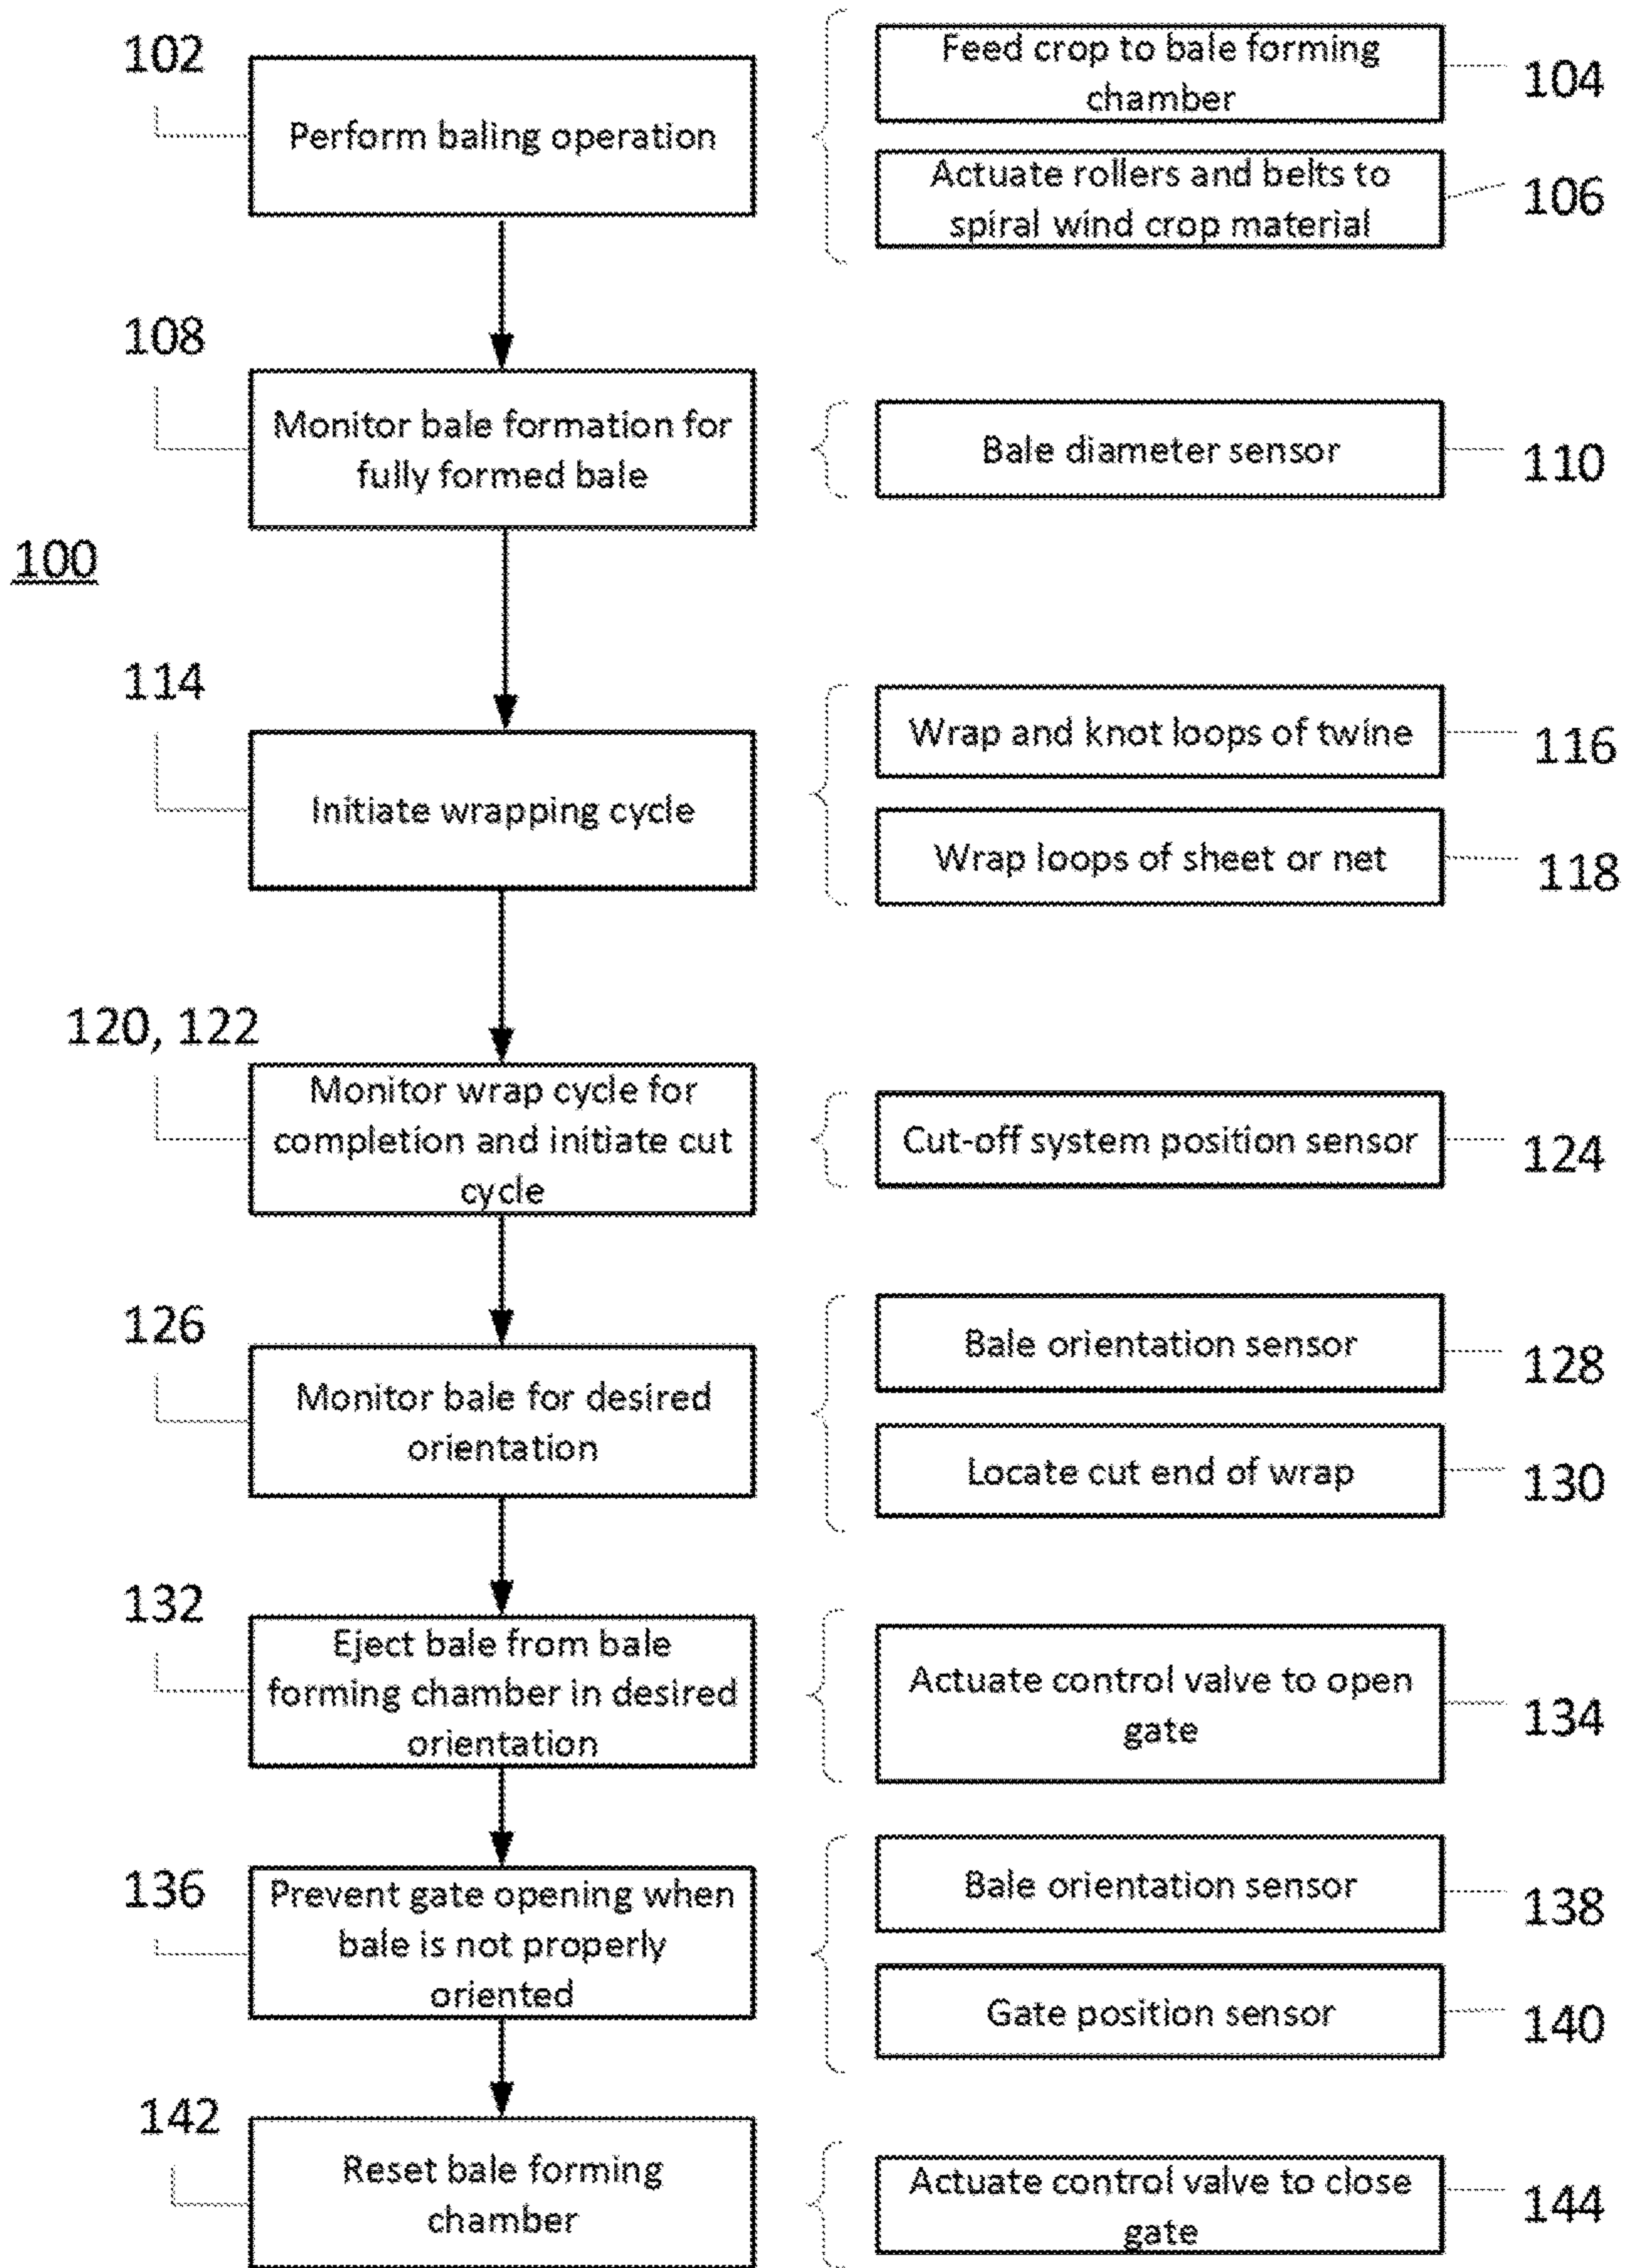 102
Perform baling operation
Feed crop to bale forming
chamber
104
Actuate rollers and belts to
spiral wind crop material
106
108
Monitor bale formation for
fully formed bale
Bale diameter sensor
110
100
114
Initiate wrapping cycle
Wrap and knot loops of twine
116
Wrap loops of sheet or net
118
120, 122
Monitor wrap cycle for
completion and initiate cut
cycle
Cut-off system position sensor
124
126
Monitor bale for desired
orientation
Bale orientation sensor
128
Locate cut end of wrap
130
132
Eject bale from bale
forming chamber in desired
orientation
Actuate control valve to open
gate
134
136
Prevent gate opening when
bale is not properly
oriented
Bale orientation sensor
138
Gate position sensor
140
142
Reset bale forming
chamber
Actuate control valve to close
gate
144